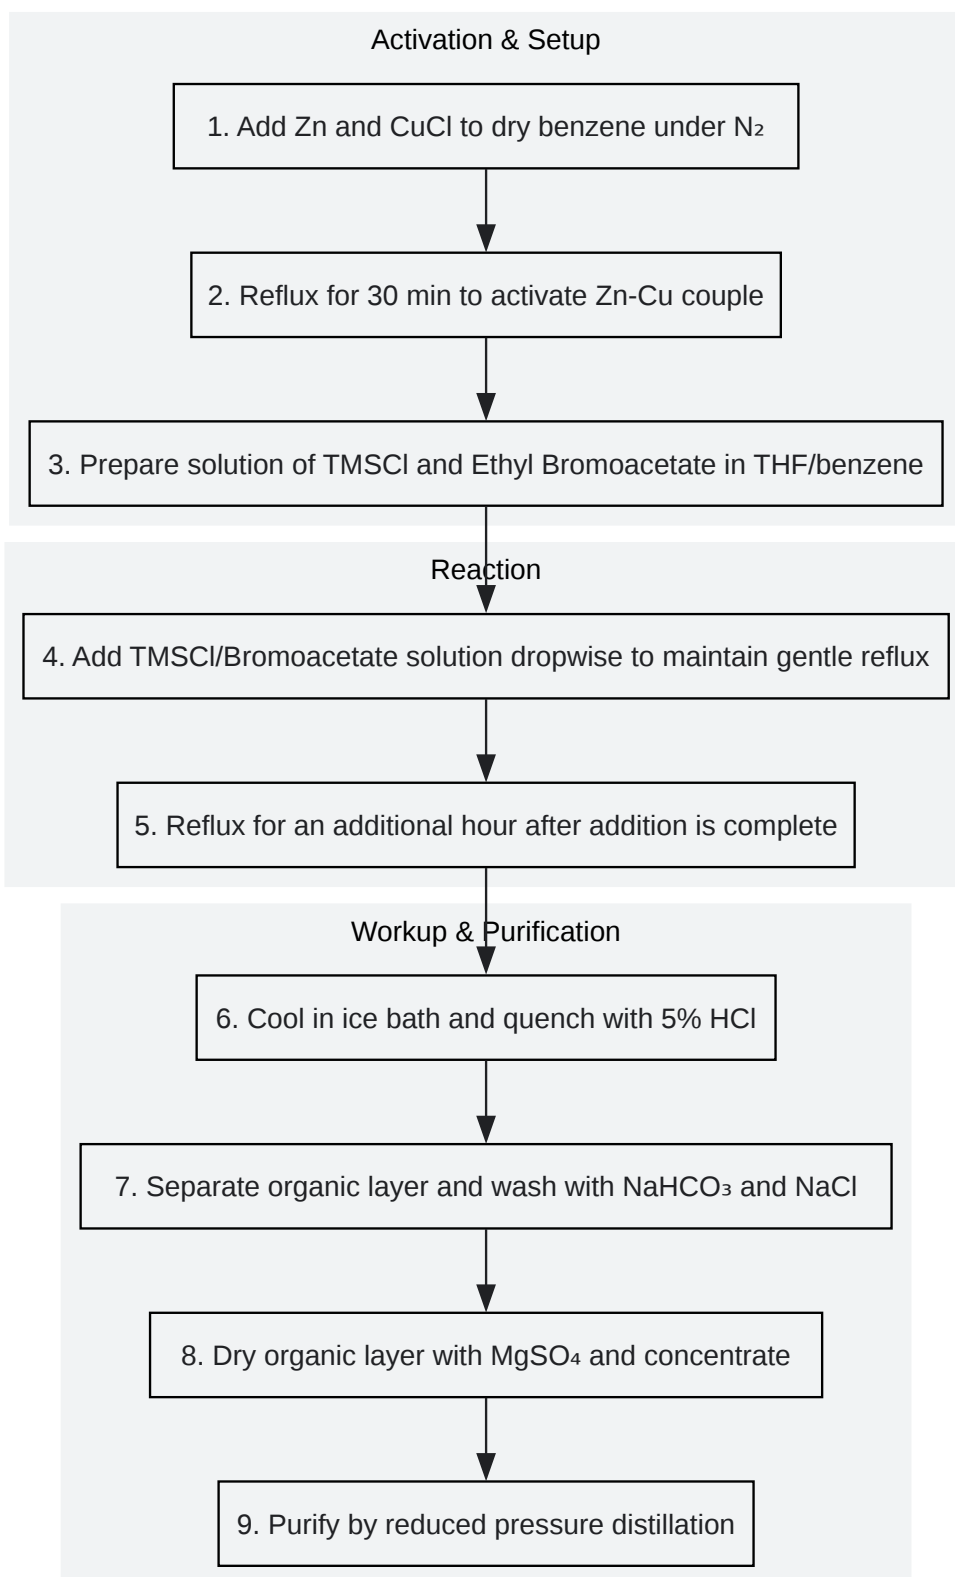 Activation & Setup
1. Add Zn and CuCl to dry benzene under N₂
2. Reflux for 30 min to activate Zn-Cu couple
3. Prepare solution of TMSCl and Ethyl Bromoacetate in THF/benzene
Reaction
4. Add TMSCl/Bromoacetate solution dropwise to maintain gentle reflux
5. Reflux for an additional hour after addition is complete
Workup & Purification
6. Cool in ice bath and quench with 5% HCl
7. Separate organic layer and wash with NaHCO₃ and NaCl
8. Dry organic layer with MgSO₄ and concentrate
9. Purify by reduced pressure distillation